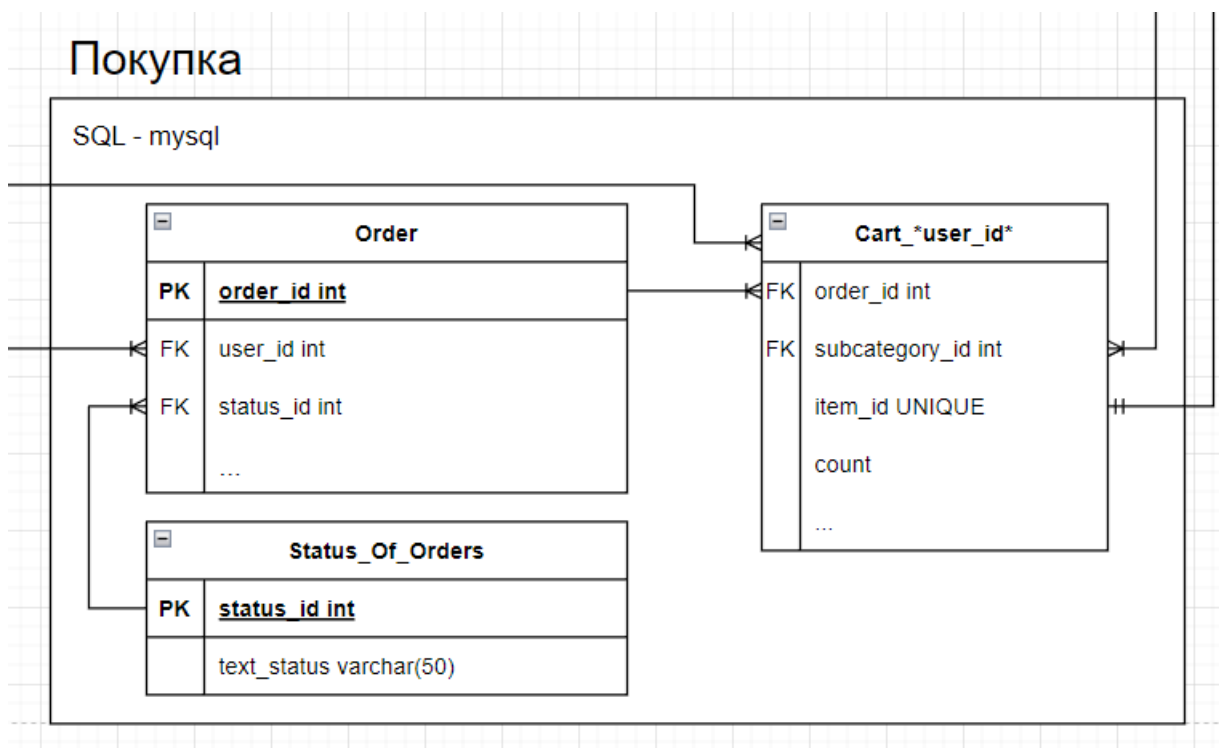 Покупка
SQL - mysql
Order
PK order_id int
FK user_id int
FK status_id int
...
Status_Of_Orders
PK status_id int
text_status varchar(50)
Cart_*user_id*
FK order_id int
FK subcategory_id int
item_id UNIQUE
count
...